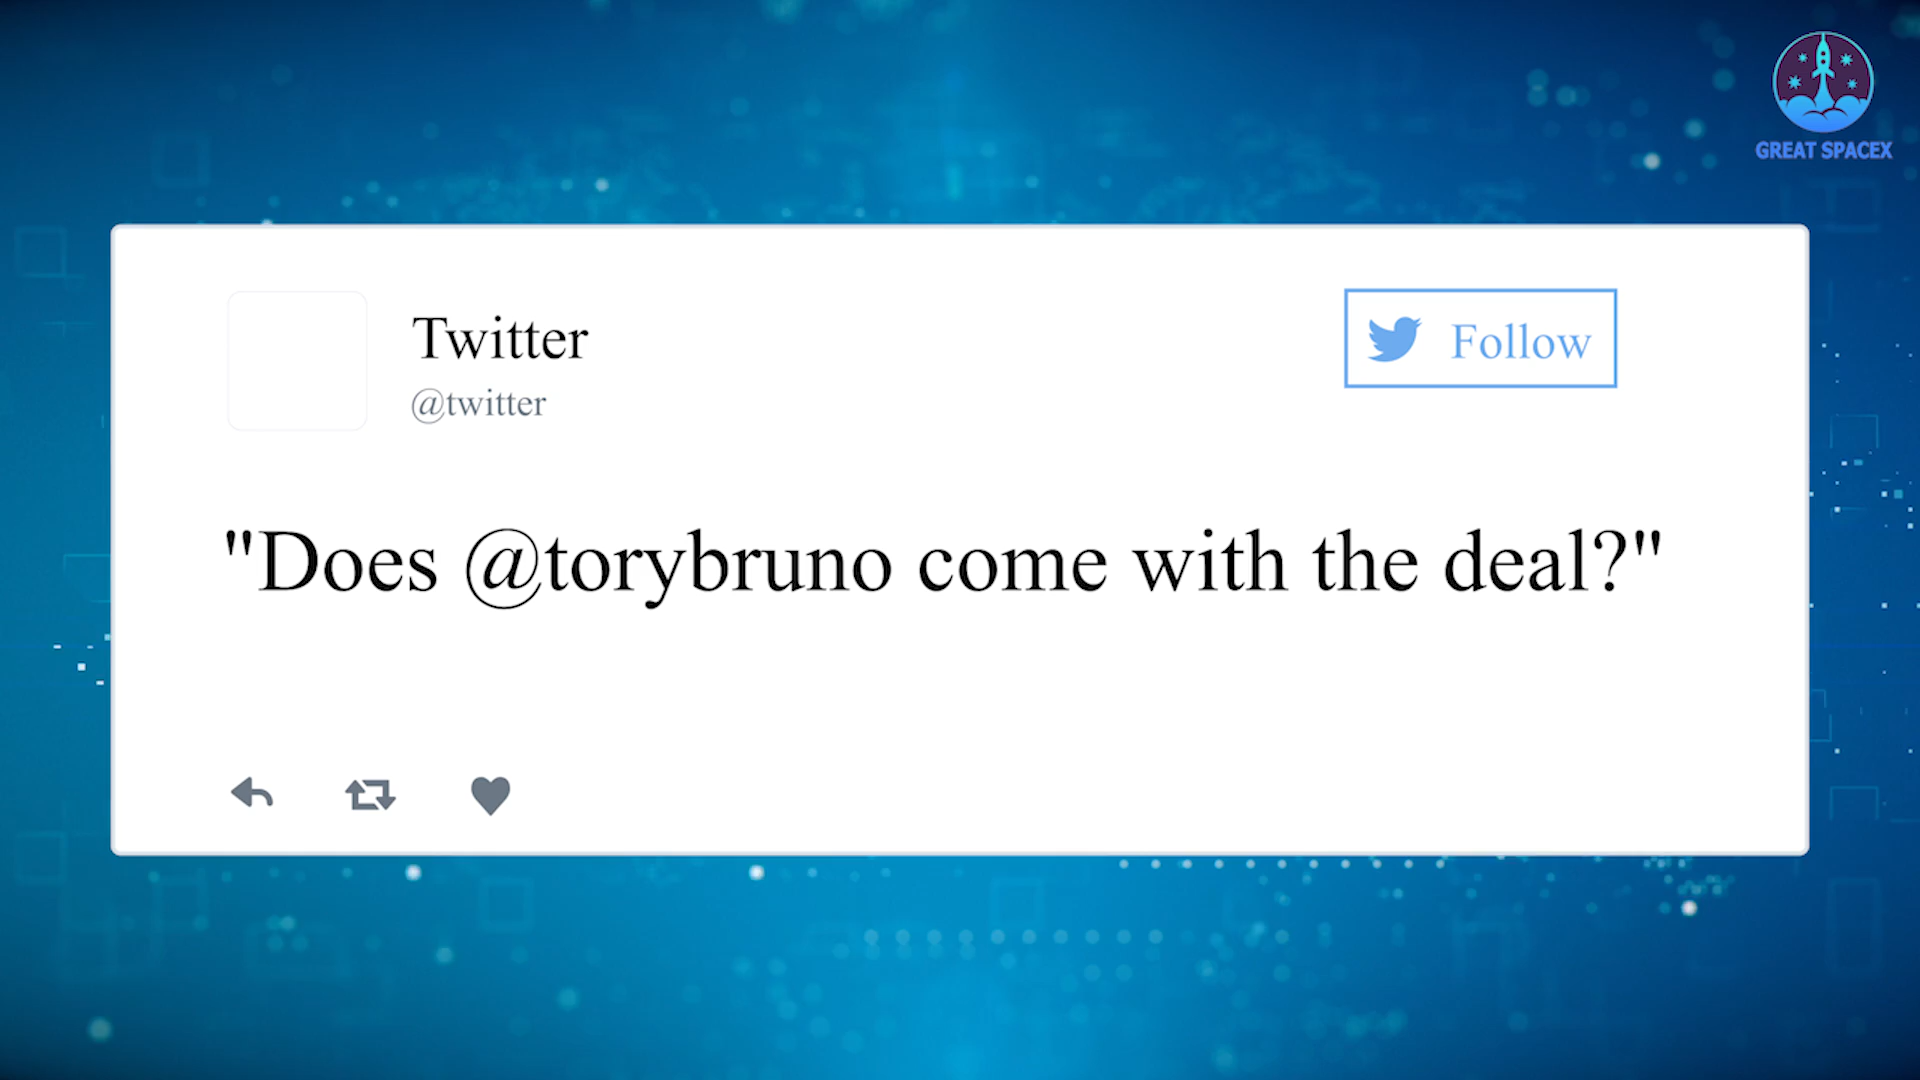 GREAT SPACEX
Twitter
@twitter
Follow
"Does @torybruno come with the deal?"